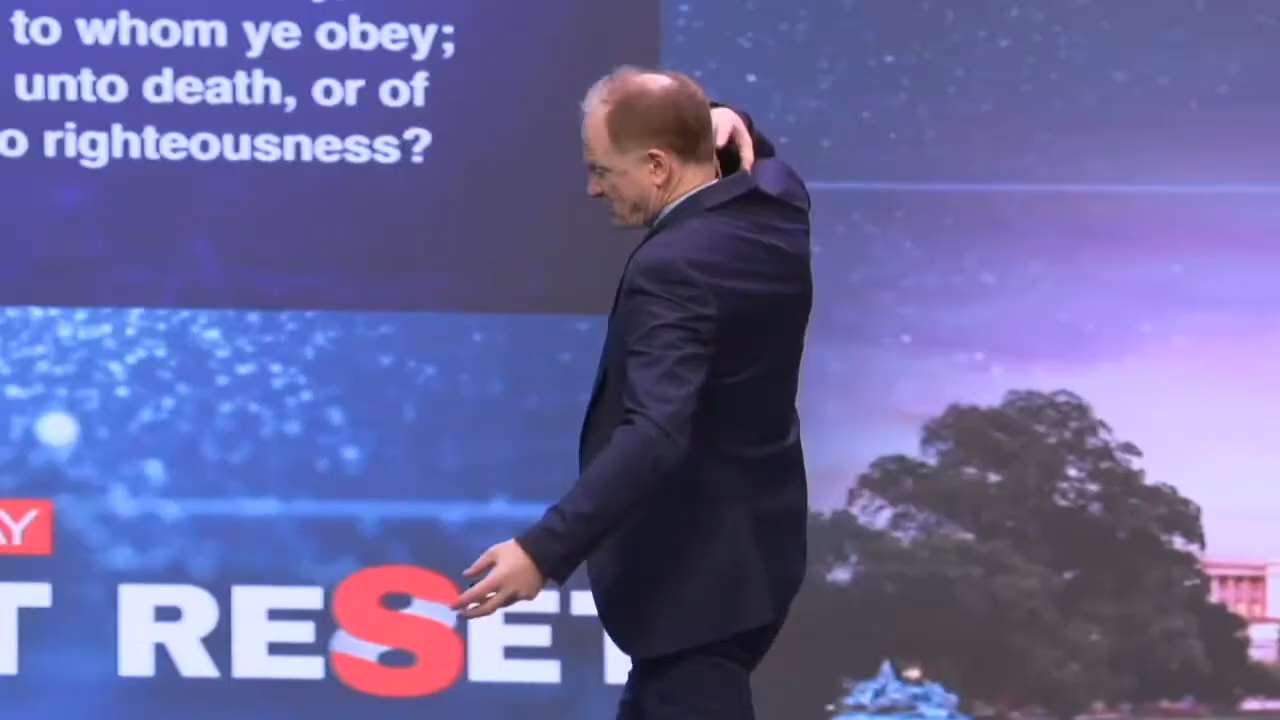 to whom ye obey;
unto death, or of
o righteousness?
AY
T RESET